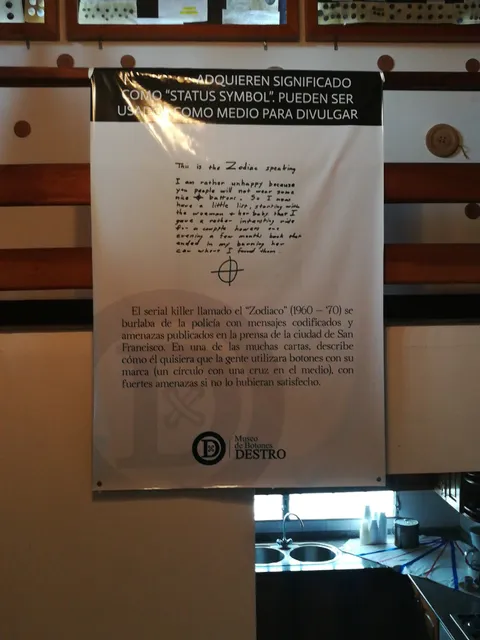 ADQUIEREN SIGNIFICADO
COMO "STATUS SYMBOL". PUEDEN SER
COMO MEDIO PARA DIVULGAR
This is the Zodiac speaking
I am rather unhappy because
you people will not wear some
nice ⌖ buttons. So I now
have a little list, starting with
the woeman + her baby that I
gave a rather intersting ride
for a coupple howers one
evening a few months back that
ended in my burning her
car where I found them.
El serial killer llamado el "Zodiaco" (1960 – '70) se
burlaba de la policía con mensajes codificados y
amenazas publicados en la prensa de la ciudad de San
Francisco. En una de las muchas cartas, describe
cómo él quisiera que la gente utilizara botones con su
marca (un círculo con una cruz en el medio), con
fuertes amenazas si no lo hubieran satisfecho.
Museo
de Botones
DESTRO